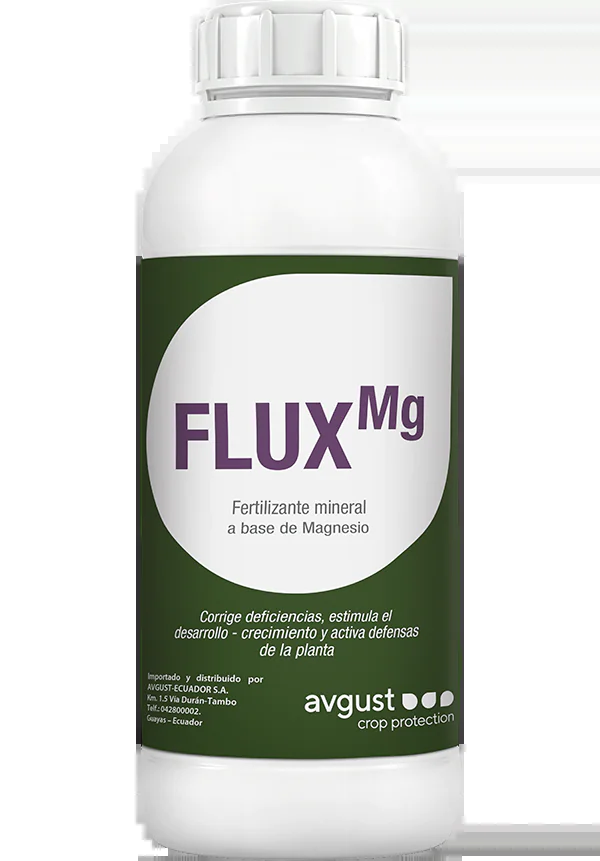 FLUX Mg
Fertilizante mineral
a base de Magnesio
Corrige deficiencias, estimula el
desarrollo - crecimiento y activa defensas
de la planta
Importado y distribuido por
AVGUST-ECUADOR S.A.
Km. 1.5 Vía Durán-Tambo
Telf.: 042800002.
Guayas – Ecuador
avgust
crop protection